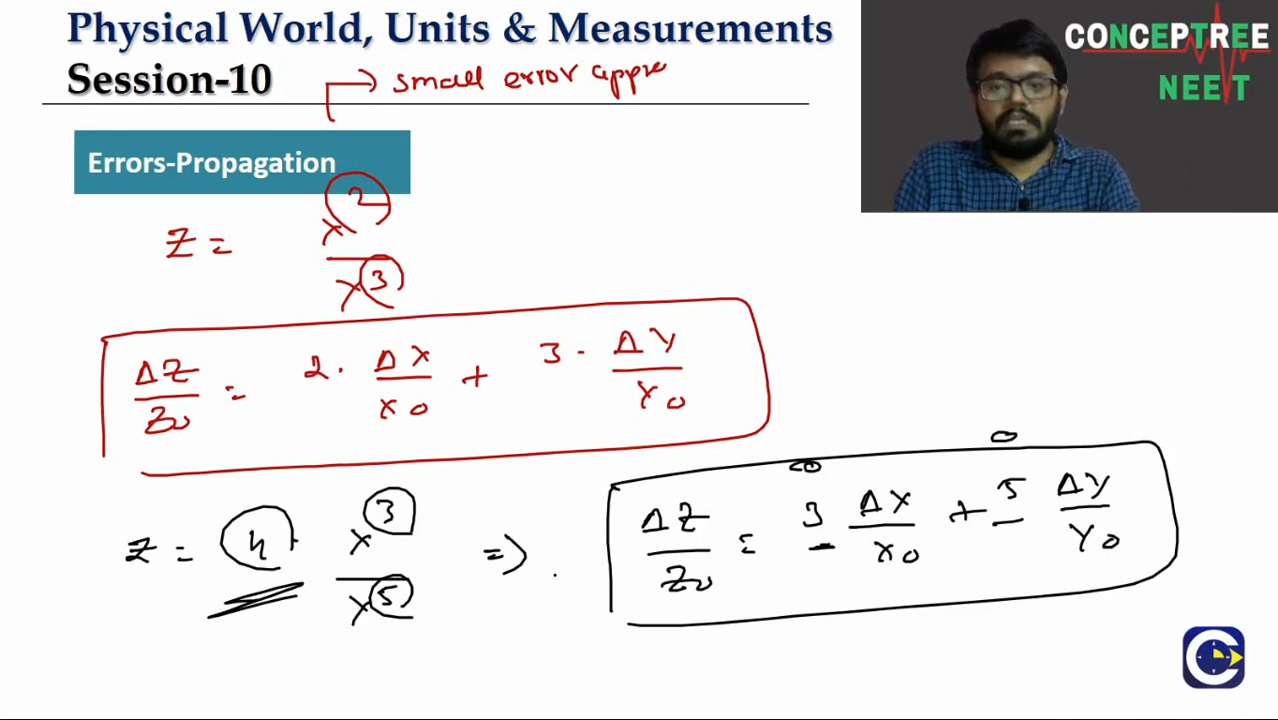 Physical World, Units & Measurements
Session-10
CONCEPTREE
NEET
→ small error appre
Errors-Propagation
Z = x^2 / y^3
ΔZ/Z0 = 2 · Δx/x0 + 3 · Δy/y0
Z = 4 x^3 / y^5 ⇒ ΔZ/Z0 = 3 Δx/x0 + 5 Δy/y0